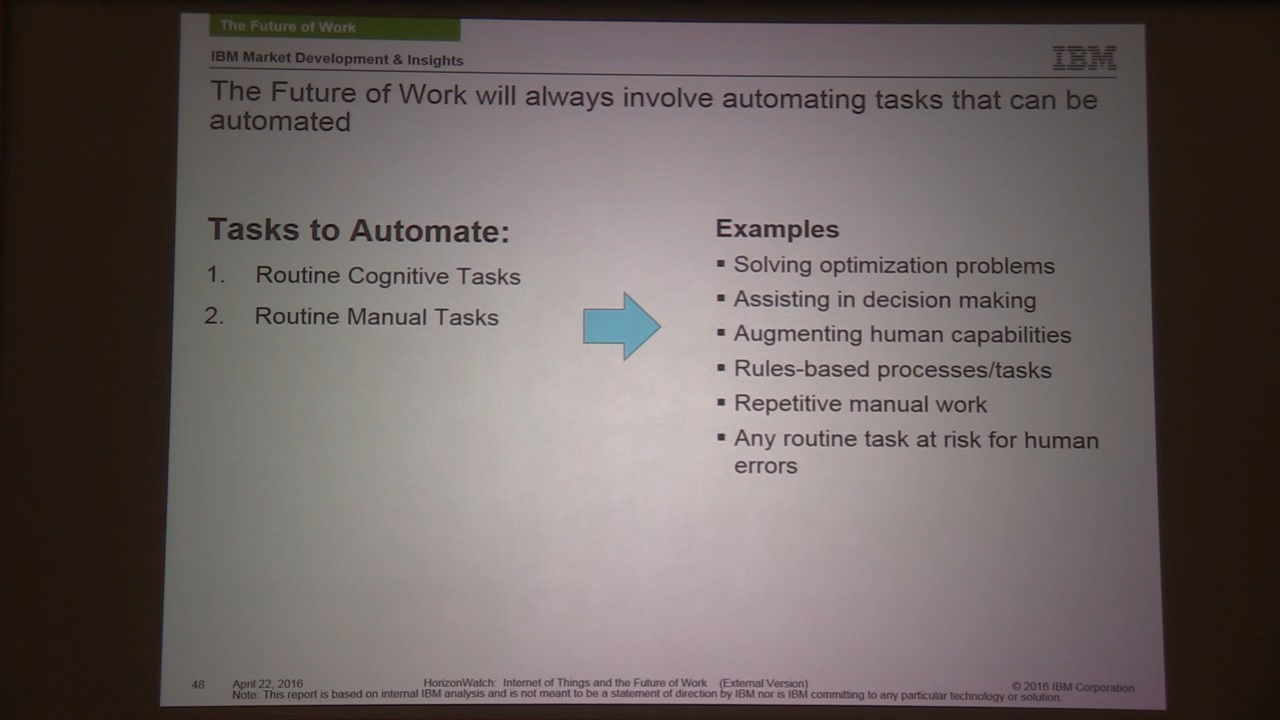 The Future of Work
IBM Market Development & Insights
IBM
The Future of Work will always involve automating tasks that can be
automated
Tasks to Automate:
1. Routine Cognitive Tasks
2. Routine Manual Tasks
Examples
▪ Solving optimization problems
▪ Assisting in decision making
▪ Augmenting human capabilities
▪ Rules-based processes/tasks
▪ Repetitive manual work
▪ Any routine task at risk for human
errors
48 April 22, 2016 HorizonWatch: Internet of Things and the Future of Work (External Version) © 2016 IBM Corporation
Note: This report is based on internal IBM analysis and is not meant to be a statement of direction by IBM nor is IBM committing to any particular technology or solution.